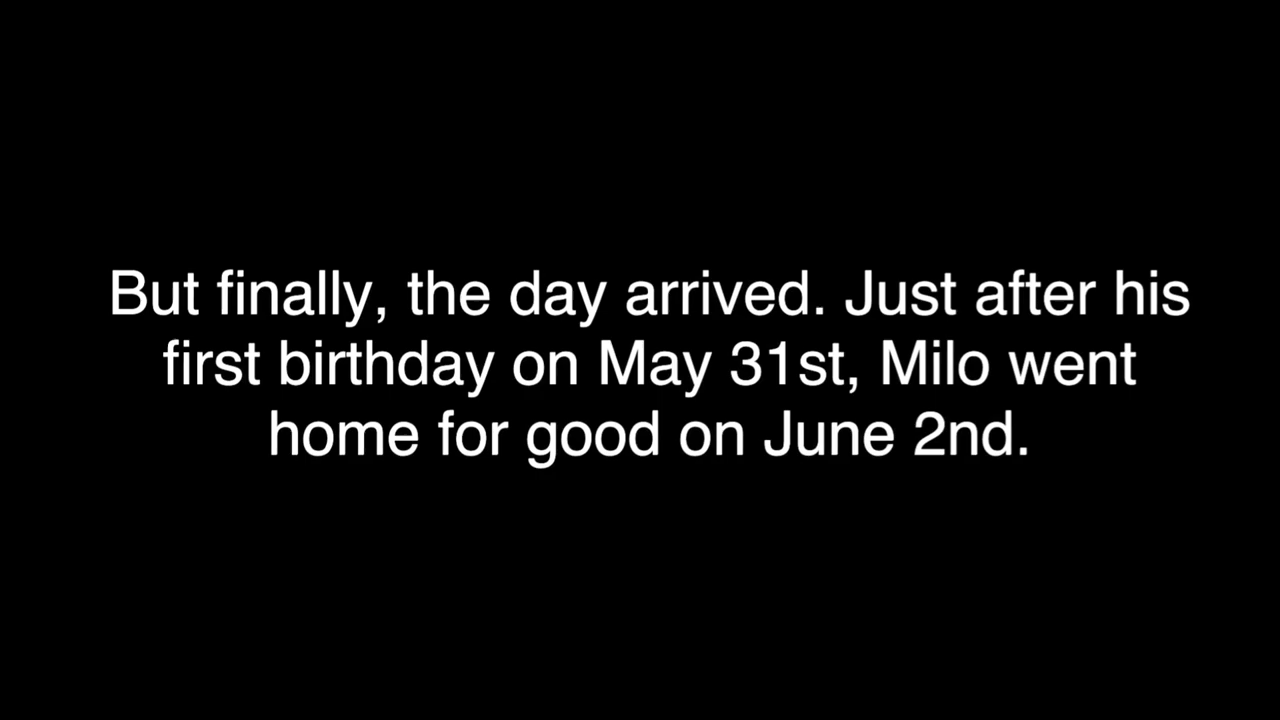 But finally, the day arrived. Just after his
first birthday on May 31st, Milo went
home for good on June 2nd.